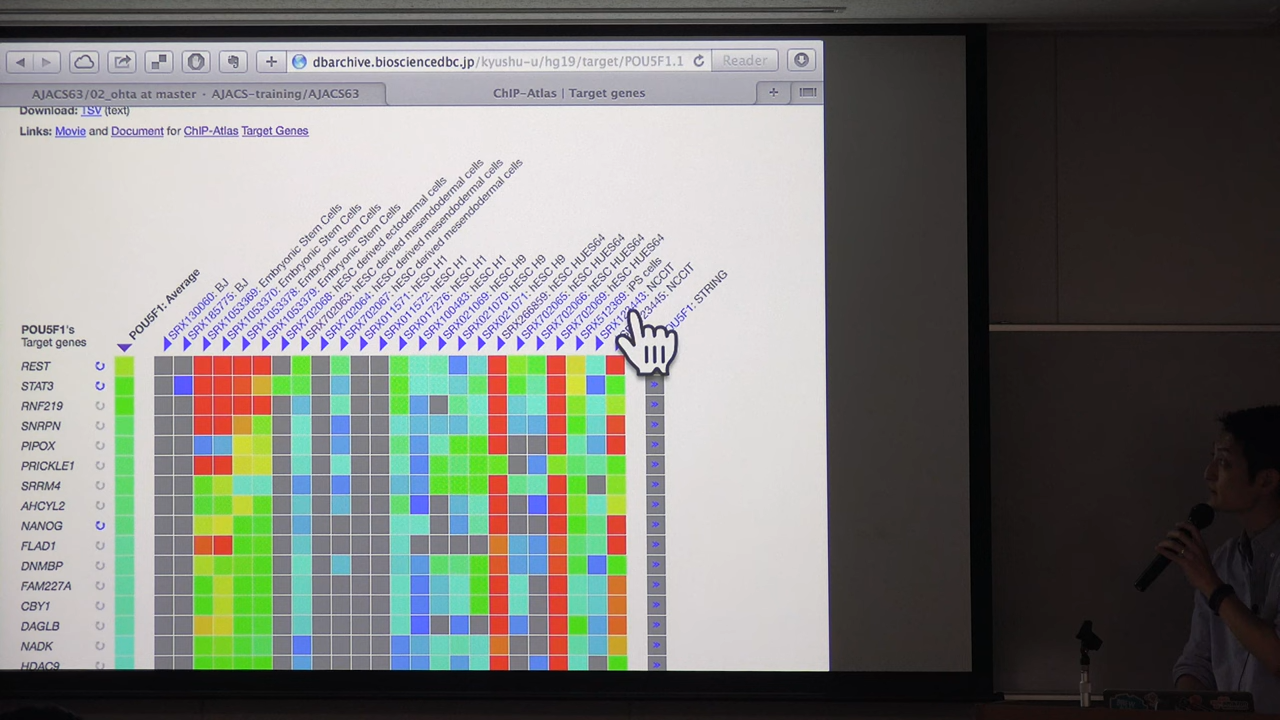 dbarchive.biosciencedbc.jp/kyushu-u/hg19/target/POU5F1.1
Reader
AJACS63/02_ohta at master · AJACS-training/AJACS63
ChIP-Atlas | Target genes
Download: TSV (text)
Links: Movie and Document for ChIP-Atlas Target Genes
POU5F1: Average
SRX130060: BJ
SRX185775: BJ
SRX1053369: Embryonic Stem Cells
SRX1053370: Embryonic Stem Cells
SRX1053378: Embryonic Stem Cells
SRX1053379: Embryonic Stem Cells
SRX702068: hESC derived ectodermal cells
SRX702063: hESC derived mesendodermal cells
SRX702064: hESC derived mesendodermal cells
SRX702067: hESC derived mesendodermal cells
SRX011571: hESC H1
SRX011572: hESC H1
SRX017276: hESC H1
SRX100483: hESC H1
SRX021069: hESC H9
SRX021070: hESC H9
SRX021071: hESC H9
SRX266859: hESC HUES64
SRX702065: hESC HUES64
SRX702066: hESC HUES64
SRX702069: hESC HUES64
SRX512369: iPS cells
NCCIT
23445: NCCIT
STRING
POU5F1's
Target genes
REST
STAT3
RNF219
SNRPN
PIPOX
PRICKLE1
SRRM4
AHCYL2
NANOG
FLAD1
DNMBP
FAM227A
CBY1
DAGLB
NADK
HDAC9